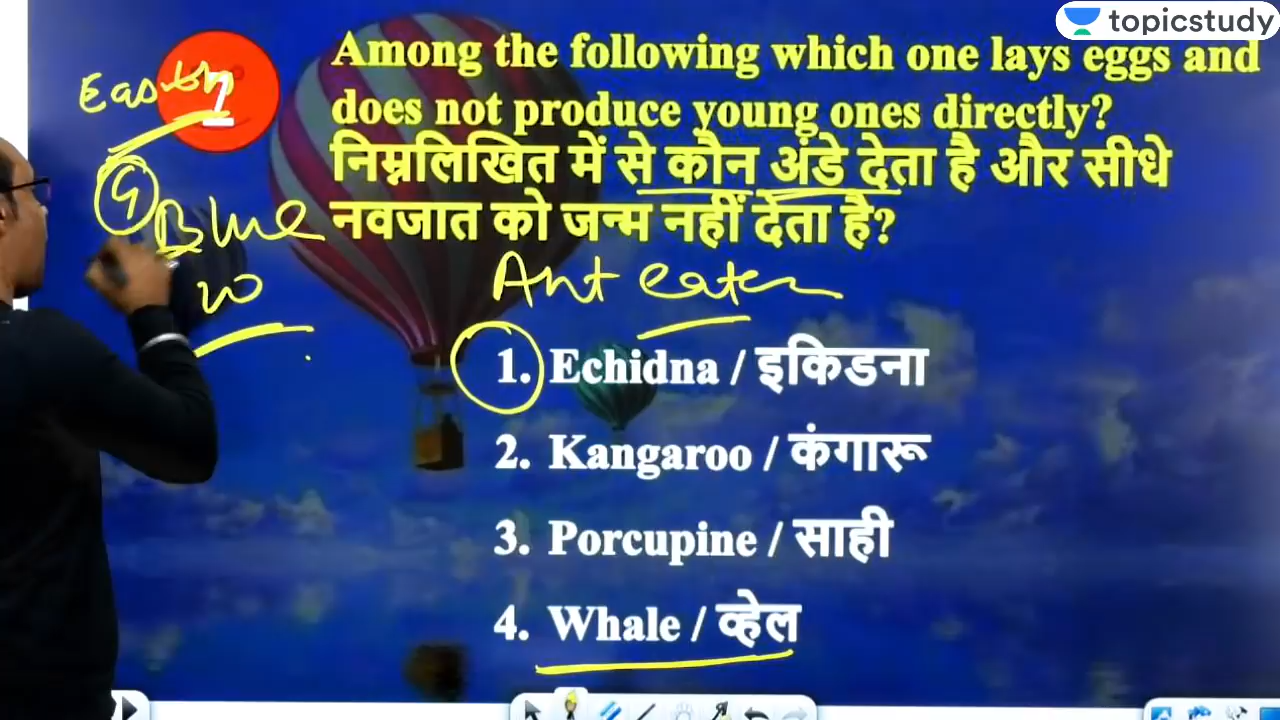 topicstudy
Among the following which one lays eggs and
does not produce young ones directly?
निम्नलिखित में से कौन अंडे देता है और सीधे
नवजात को जन्म नहीं देता है?
Earth
Blue
W
Ant eater
1. Echidna / इकिडना
2. Kangaroo / कंगारू
3. Porcupine / साही
4. Whale / व्हेल